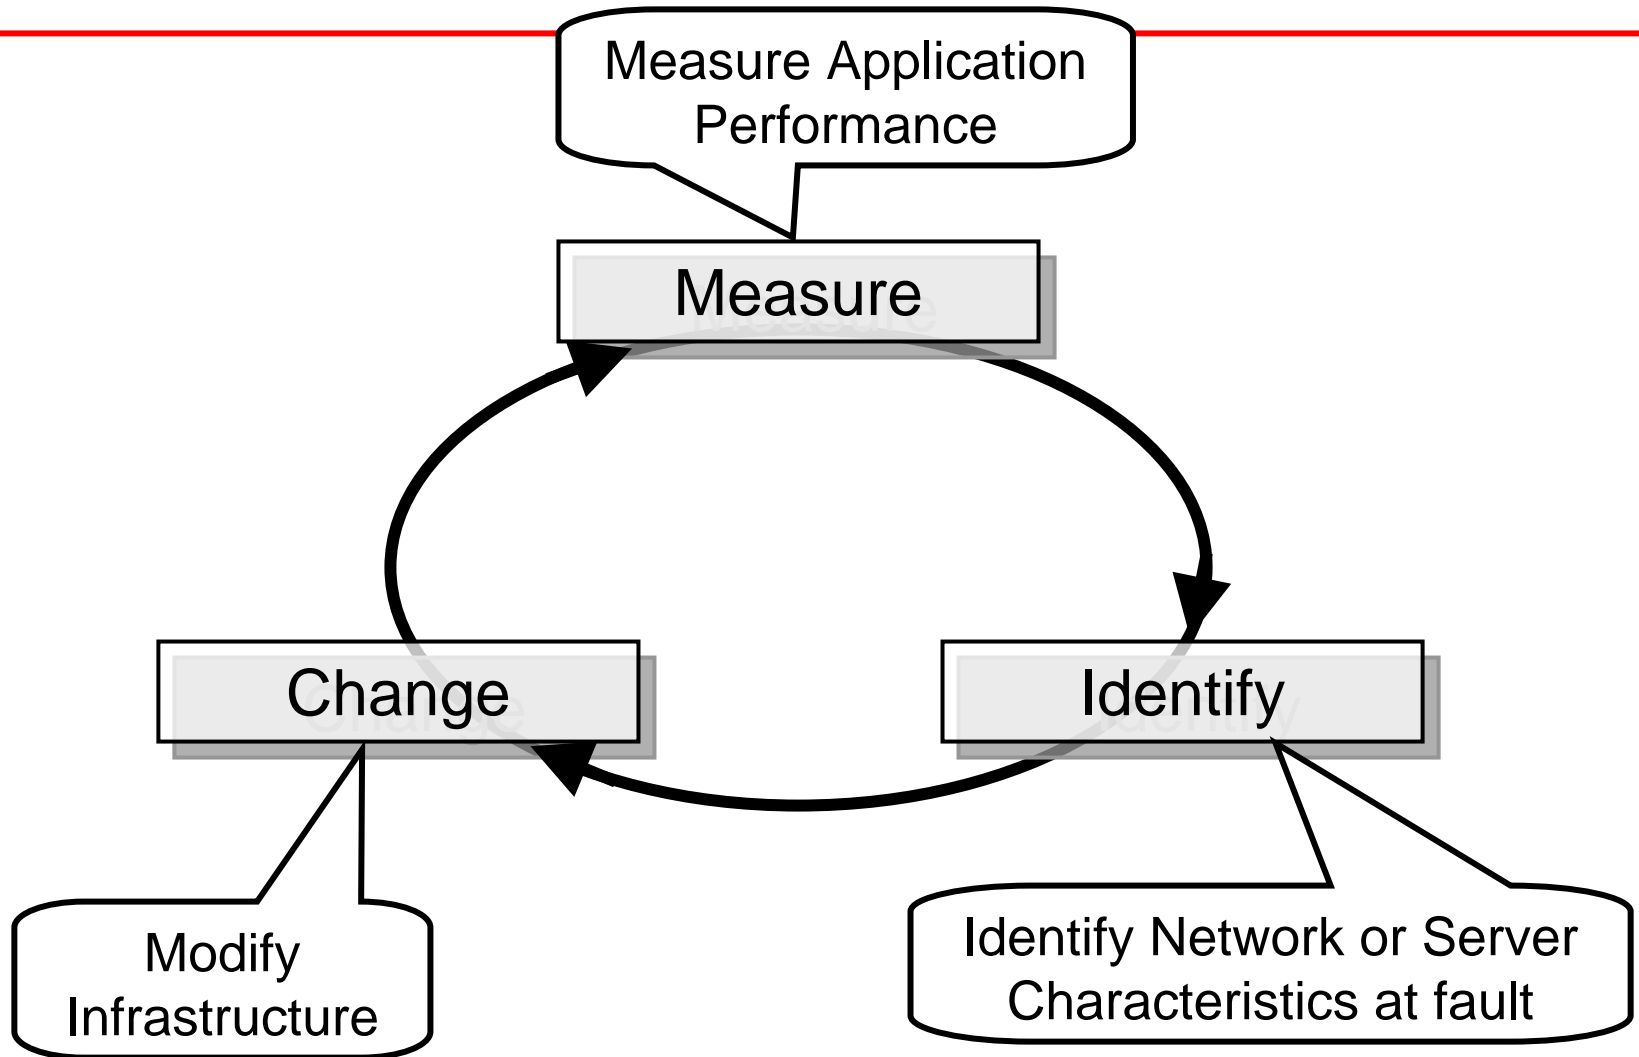 Measure Application
Performance
Measure
Change
Identify
Modify
Infrastructure
Identify Network or Server
Characteristics at fault